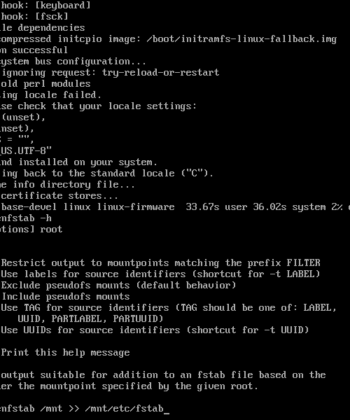 hook: [keyboard]
hook: [fsck]
le dependencies
ompressed initcpio image: /boot/initramfs-linux-fallback.img
on successful
ystem bus configuration...
ignoring request: try-reload-or-restart
old perl modules
ing locale failed.
se check that your locale settings:
(unset),
nset),
= "",
US.UTF-8"
nd installed on your system.
ing back to the standard locale ("C").
e info directory file...
certificate stores...
base-devel linux linux-firmware 33.67s user 36.02s system 2%
enfstab -h
otions] root
Restrict output to mountpoints matching the prefix FILTER
Use labels for source identifiers (shortcut for -t LABEL)
Exclude pseudofs mounts (default behavior)
Include pseudofs mounts
Use TAG for source identifiers (TAG should be one of: LABEL,
UUID, PARTLABEL, PARTUUID)
Use UUIDs for source identifiers (shortcut for -t UUID)
Print this help message
output suitable for addition to an fstab file based on the
er the mountpoint specified by the given root.
enfstab /mnt >> /mnt/etc/fstab_